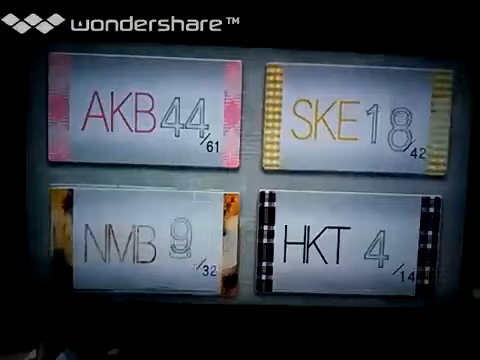 wondershare™
AKB 44/61
SKE 18/42
NMB 9/32
HKT 4/14